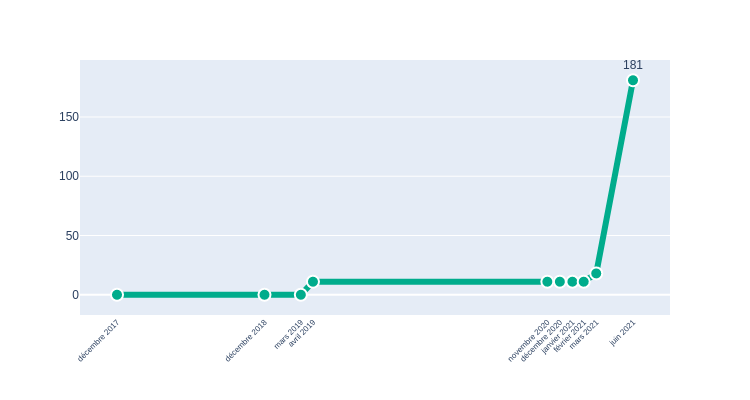 181
150
100
50
0
décembre 2017
décembre 2018
mars 2019
avril 2019
novembre 2020
décembre 2020
janvier 2021
février 2021
mars 2021
juin 2021